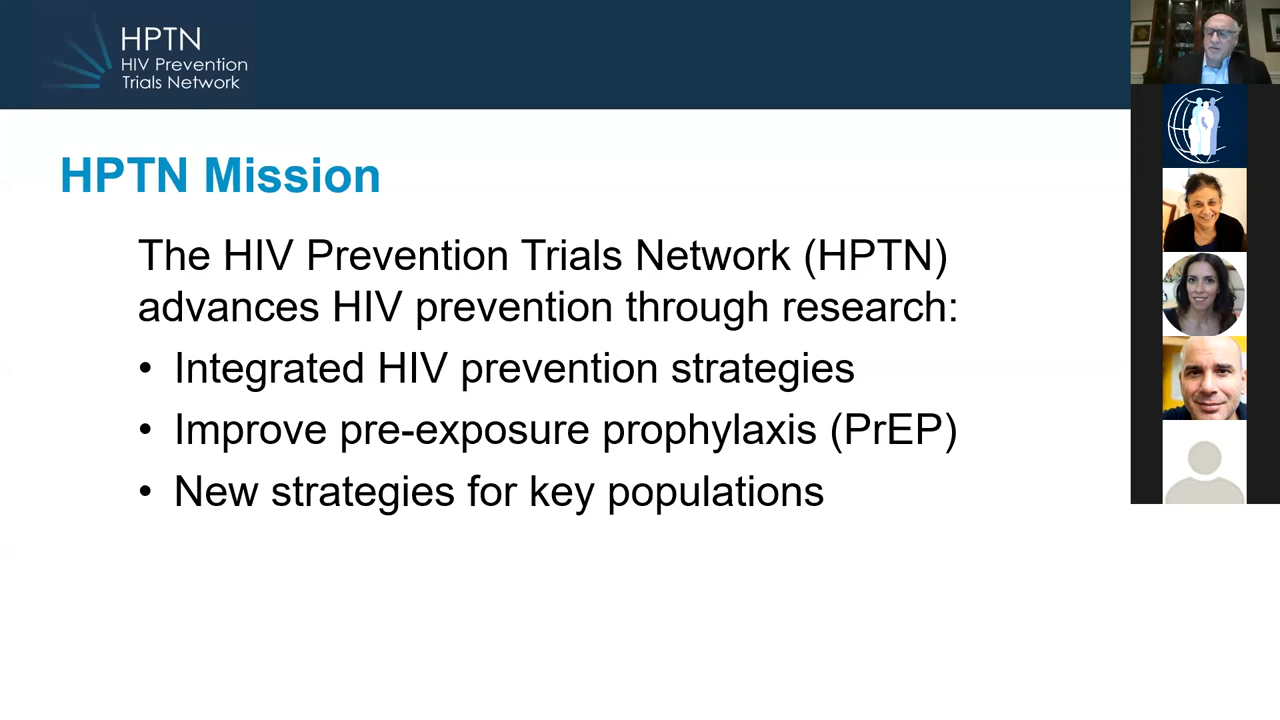 HPTN
HIV Prevention
Trials Network
HPTN Mission
The HIV Prevention Trials Network (HPTN)
advances HIV prevention through research:
• Integrated HIV prevention strategies
• Improve pre-exposure prophylaxis (PrEP)
• New strategies for key populations